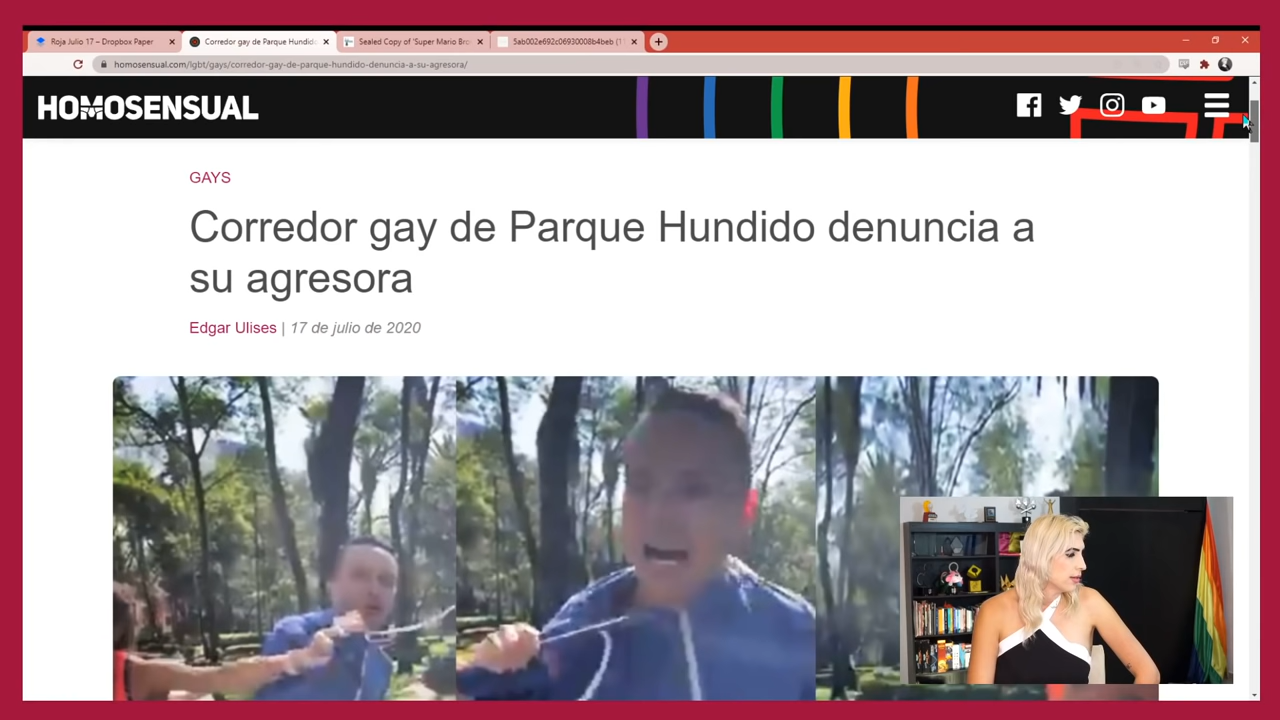 Roja Julio 17 – Dropbox Paper
Corredor gay de Parque Hundido
Sealed Copy of 'Super Mario Bro
5ab002e692c06930008b4beb (1
homosensual.com/lgbt/gays/corredor-gay-de-parque-hundido-denuncia-a-su-agresora/
HOMOSENSUAL
GAYS
Corredor gay de Parque Hundido denuncia a
su agresora
Edgar Ulises | 17 de julio de 2020